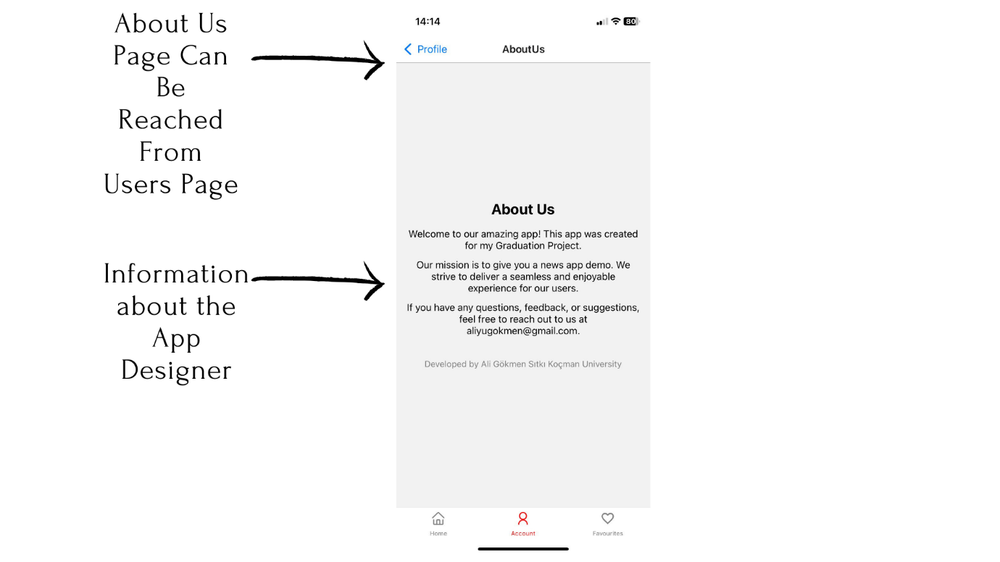 About Us
Page Can
Be
Reached
From
Users Page
Information
about the
App
Designer
14:14
80
Profile
AboutUs
About Us
Welcome to our amazing app! This app was created
for my Graduation Project.
Our mission is to give you a news app demo. We
strive to deliver a seamless and enjoyable
experience for our users.
If you have any questions, feedback, or suggestions,
feel free to reach out to us at
aliyugokmen@gmail.com.
Developed by Ali Gökmen Sıtkı Koçman University
Home
Account
Favourites